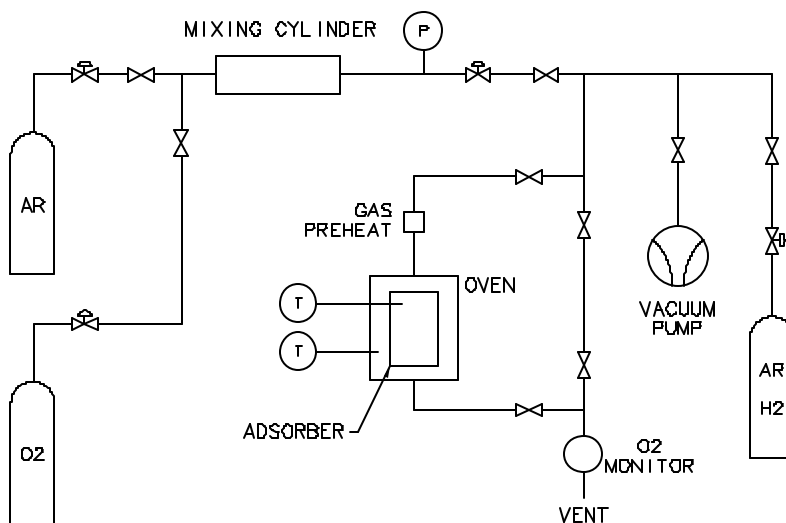 MIXING CYLINDER
P
AR
GAS
PREHEAT
T
OVEN
T
VACUUM
PUMP
AR
H2
ADSORBER
O2
O2
MONITOR
VENT